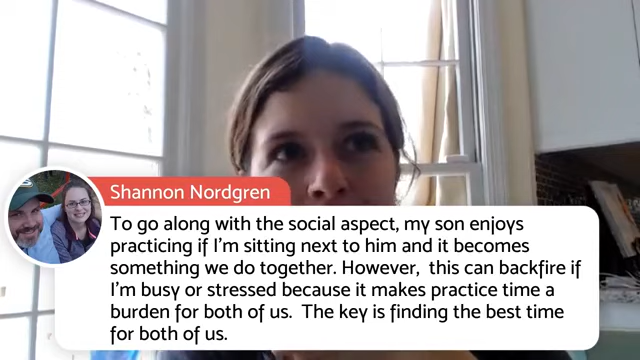 Shannon Nordgren
To go along with the social aspect, my son enjoys
practicing if I'm sitting next to him and it becomes
something we do together. However,  this can backfire if
I'm busy or stressed because it makes practice time a
burden for both of us.  The key is finding the best time
for both of us.